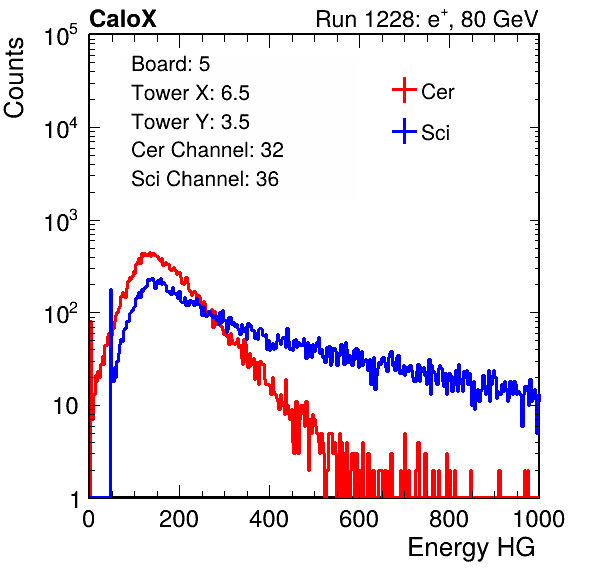 CaloX Run 1228: e⁺, 80 GeV
Counts
Board: 5
Tower X: 6.5
Tower Y: 3.5
Cer Channel: 32
Sci Channel: 36
Cer
Sci
10⁵
10⁴
10³
10²
10
1
0 200 400 600 800 1000
Energy HG